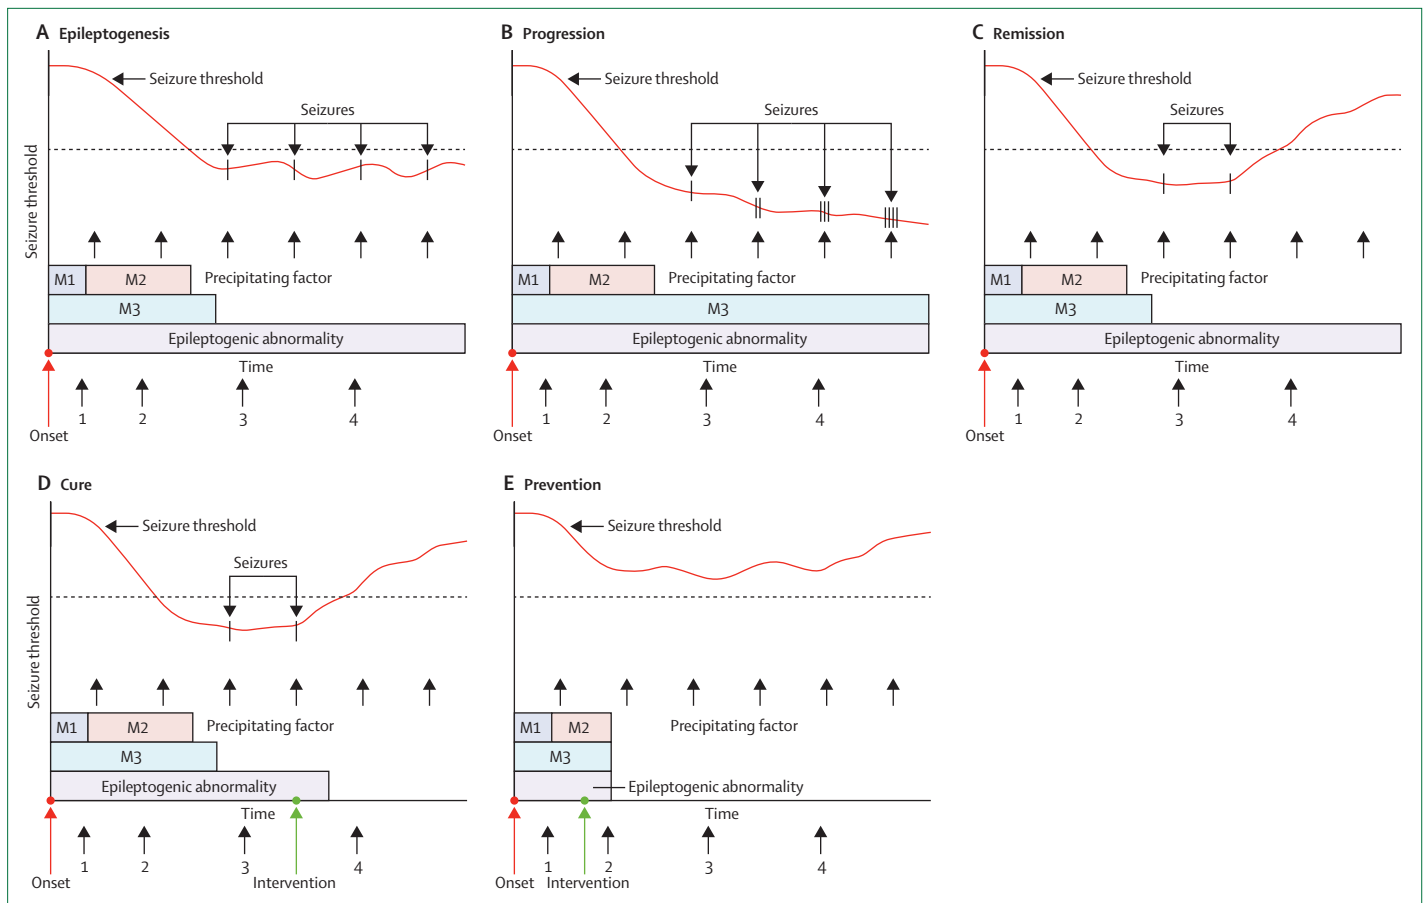 A Epileptogenesis
Seizure threshold
Seizures
Seizure threshold
M1 M2 Precipitating factor
M3
Epileptogenic abnormality
Time
1 2 3 4
Onset
B Progression
Seizure threshold
Seizures
M1 M2 Precipitating factor
M3
Epileptogenic abnormality
Time
1 2 3 4
Onset
C Remission
Seizure threshold
Seizures
M1 M2 Precipitating factor
M3
Epileptogenic abnormality
Time
1 2 3 4
Onset
D Cure
Seizure threshold
Seizures
Seizure threshold
M1 M2 Precipitating factor
M3
Epileptogenic abnormality
Time
1 2 3 4
Onset Intervention
E Prevention
Seizure threshold
M1 M2 Precipitating factor
M3
Epileptogenic abnormality
Time
1 2 3 4
Onset Intervention